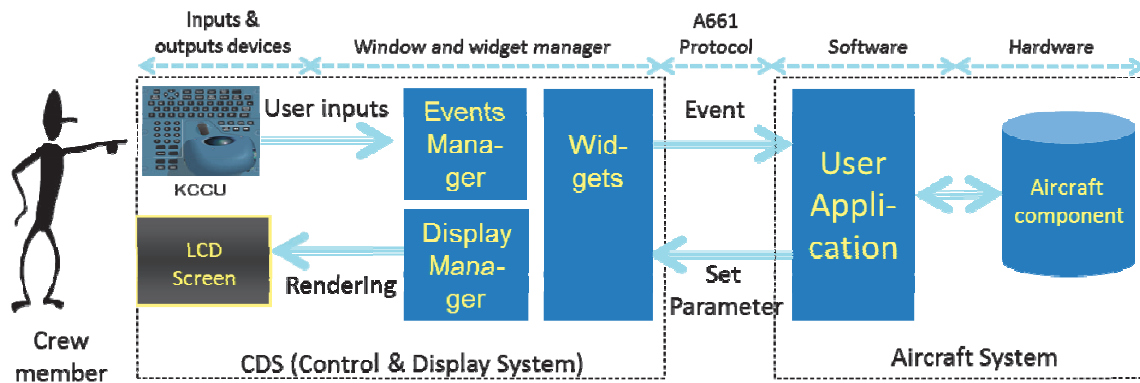 Inputs &
outputs devices
Window and widget manager
A661
Protocol
Software
Hardware
User inputs
KCCU
Events
Mana-
ger
Wid-
gets
Event
User
Appli-
cation
Aircraft
component
LCD
Screen
Rendering
Display
Mana-
ger
Set
Parameter
Crew
member
CDS (Control & Display System)
Aircraft System